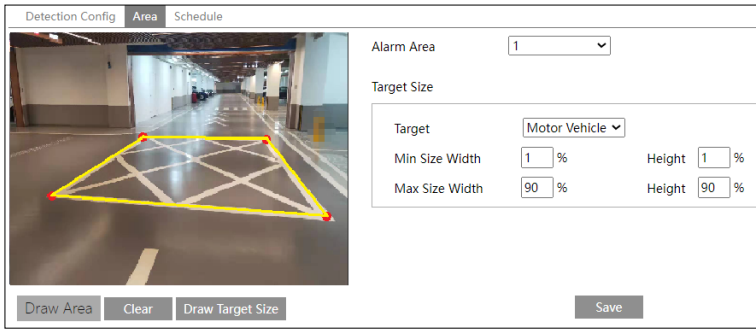 Detection Config Area Schedule
Alarm Area 1
Target Size
Target Motor Vehicle
Min Size Width 1 % Height 1 %
Max Size Width 90 % Height 90 %
Draw Area Clear Draw Target Size Save